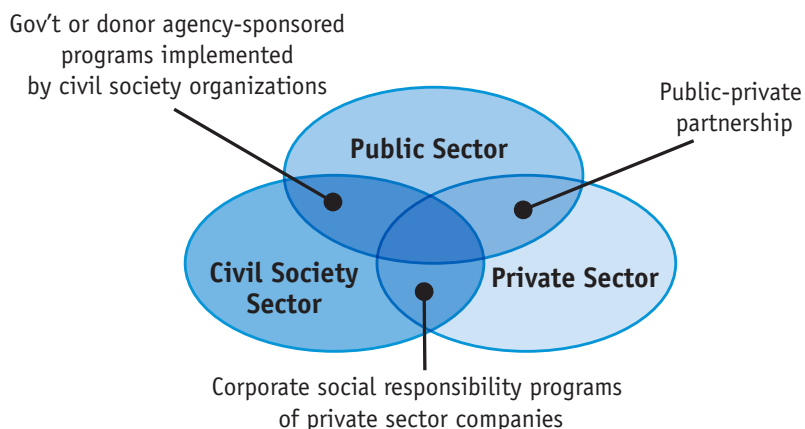 Gov't or donor agency-sponsored
programs implemented
by civil society organizations
Public-private
partnership
Public Sector
Civil Society
Sector
Private Sector
Corporate social responsibility programs
of private sector companies